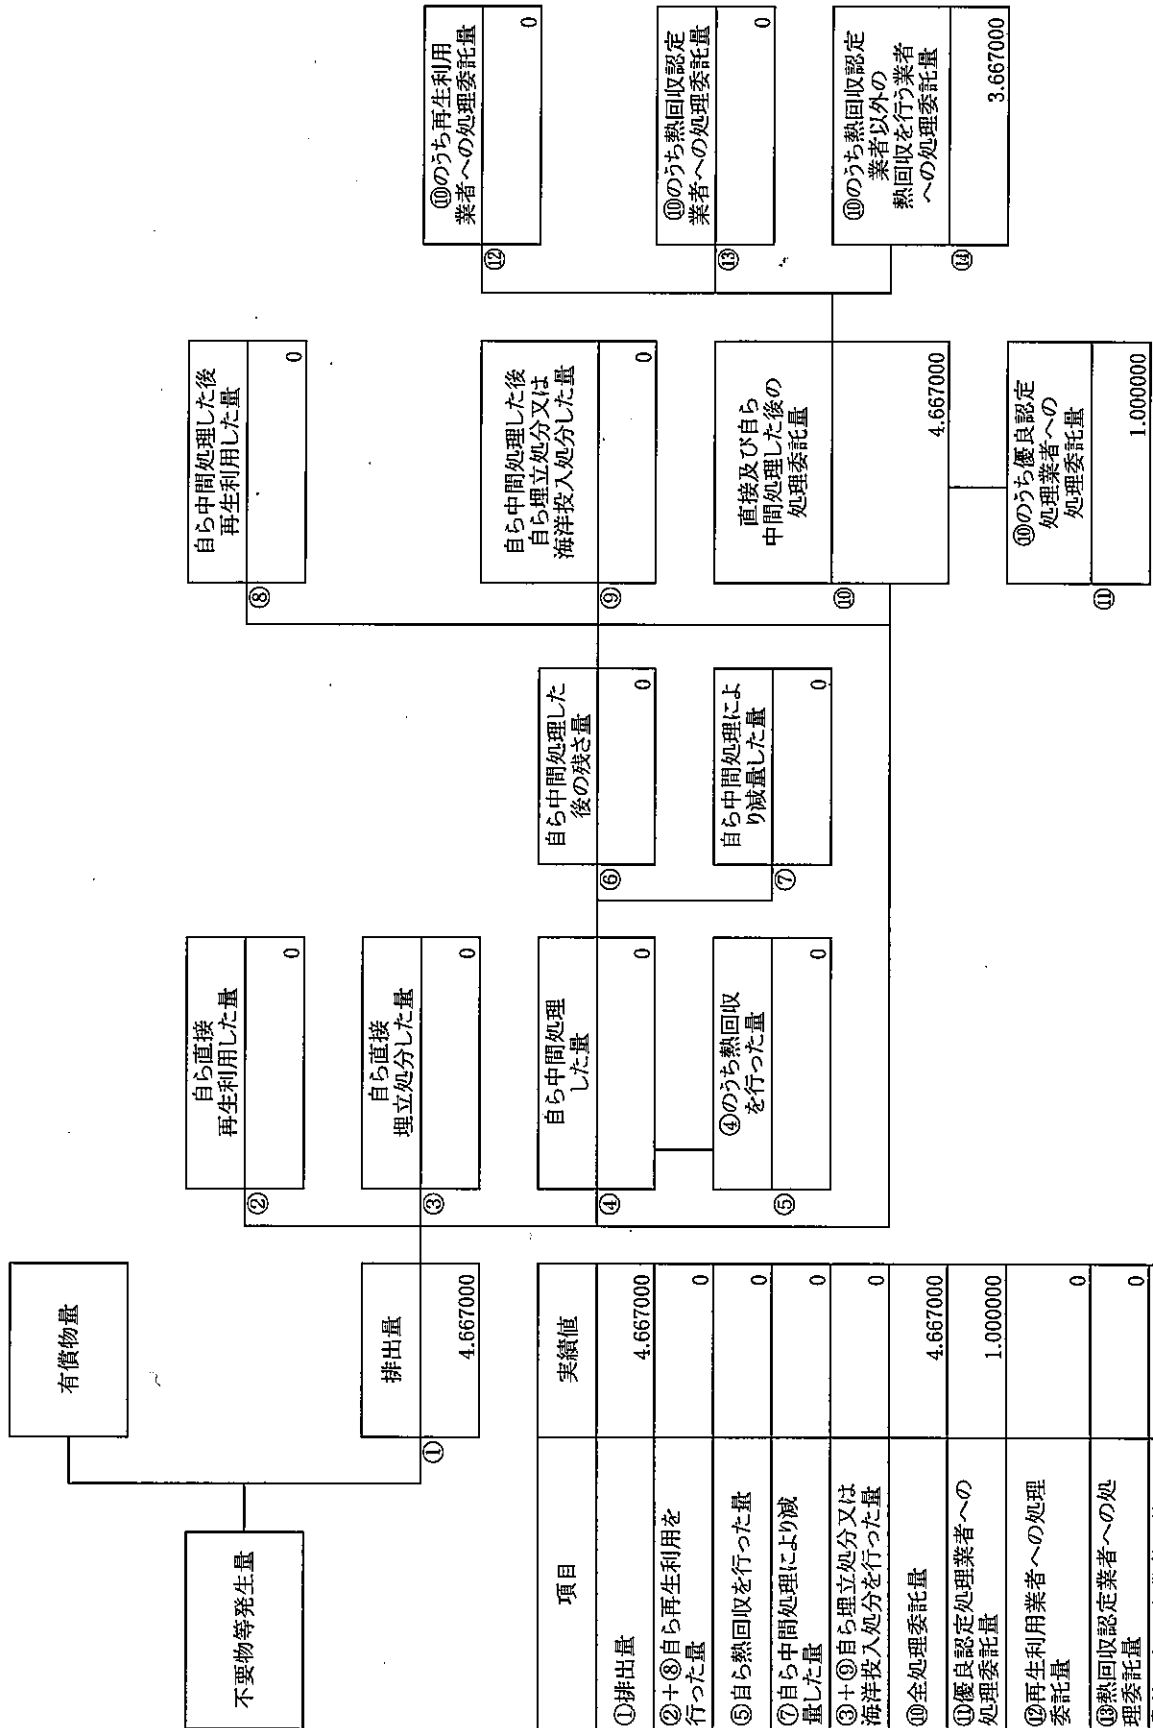 不要物等発生量
有償物量
①
排出量
4.667000
②
自ら直接
再生利用した量
0
③
自ら直接
埋立処分した量
0
④
自ら中間処理
した量
0
⑤
④のうち熱回収
を行った量
0
⑥
自ら中間処理した
後の残さ量
0
⑦
自ら中間処理によ
り減量した量
0
⑧
自ら中間処理した後
再生利用した量
0
⑨
自ら中間処理した後
自ら埋立処分又は
海洋投入処分した量
0
⑩
直接及び自ら
中間処理した後の
処理委託量
4.667000
⑪
⑩のうち優良認定
処理業者への
処理委託量
1.000000
⑫
⑩のうち再生利用
業者への処理委託量
0
⑬
⑩のうち熱回収認定
業者への処理委託量
0
⑭
⑩のうち熱回収認定
業者以外の
熱回収を行う業者
への処理委託量
3.667000
項目
実績値
①排出量
4.667000
②+⑧自ら再生利用を
行った量
0
⑤自ら熱回収を行った量
0
⑦自ら中間処理により減
量した量
0
③+⑨自ら埋立処分又は
海洋投入処分を行った量
0
⑩全処理委託量
4.667000
⑪優良認定処理業者への
処理委託量
1.000000
⑫再生利用業者への処理
委託量
0
⑬熱回収認定業者への処
理委託量
0